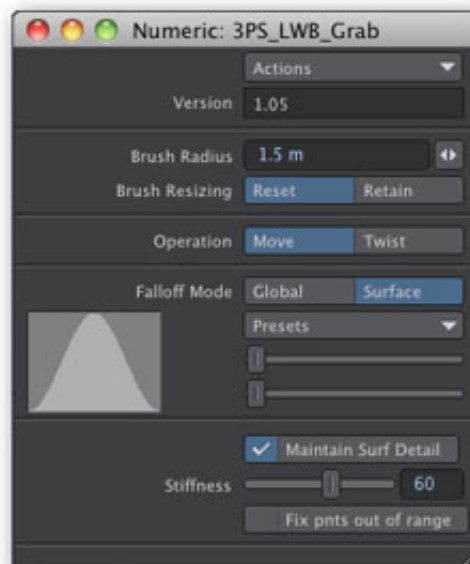 Numeric: 3PS_LWB_Grab
Actions
Version 1.05
Brush Radius 1.5 m
Brush Resizing Reset Retain
Operation Move Twist
Falloff Mode Global Surface
Presets
Maintain Surf Detail
Stiffness 60
Fix pnts out of range